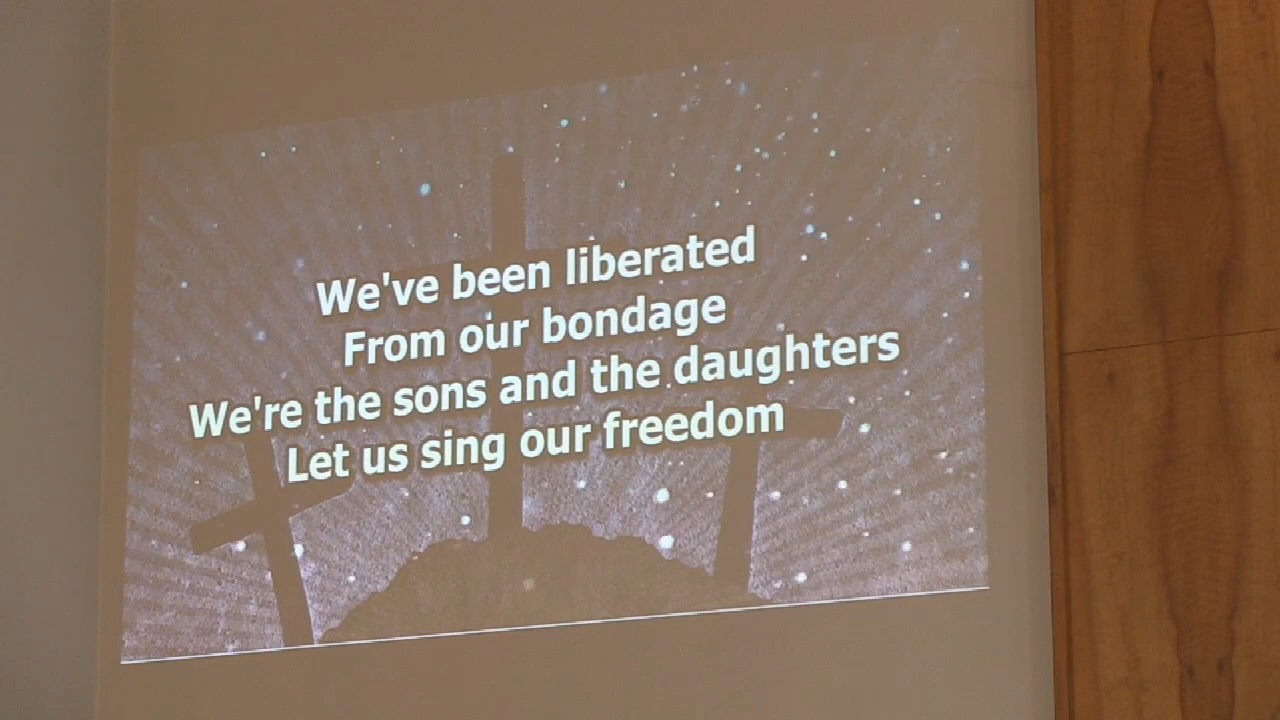 We've been liberated
From our bondage
We're the sons and the daughters
Let us sing our freedom